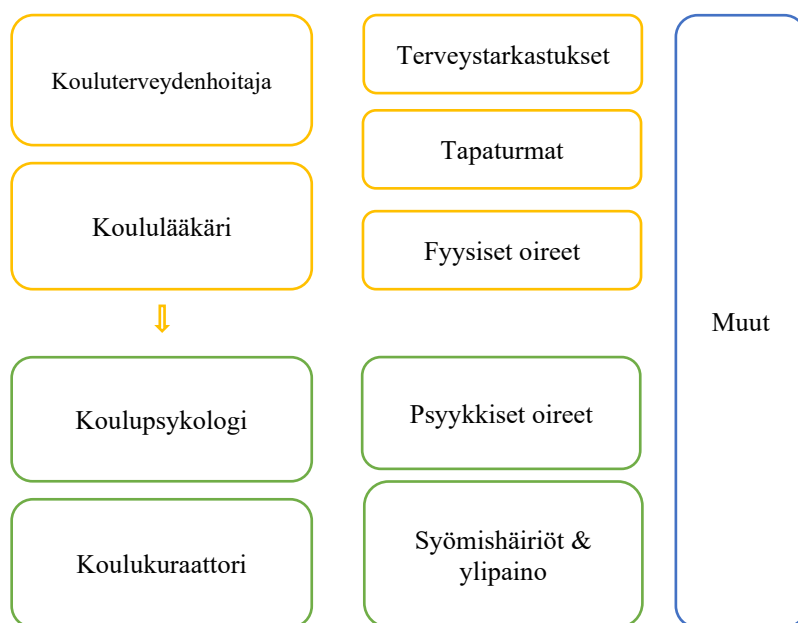 Kouluterveydenhoitaja
Koululääkäri
⇓
Koulupsykologi
Koulukuraattori
Terveystarkastukset
Tapaturmat
Fyysiset oireet
Psyykkiset oireet
Syömishäiriöt &
ylipaino
Muut